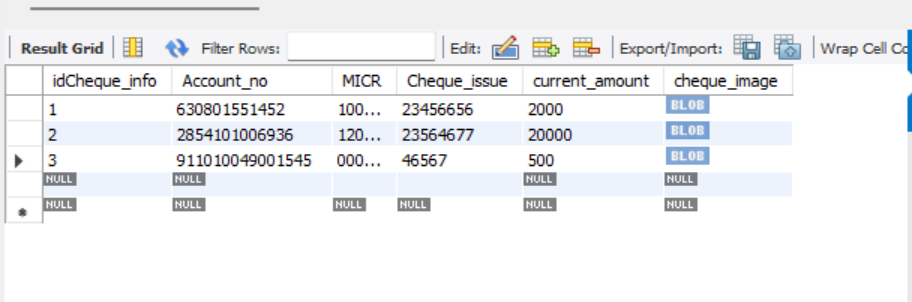 Result Grid Filter Rows: Edit: Export/Import: Wrap Cell Co
idCheque_info Account_no MICR Cheque_issue current_amount cheque_image
1 630801551452 100... 23456656 2000 BLOB
2 2854101006936 120... 23564677 20000 BLOB
3 911010049001545 000... 46567 500 BLOB
NULL NULL NULL NULL
NULL NULL NULL NULL NULL NULL